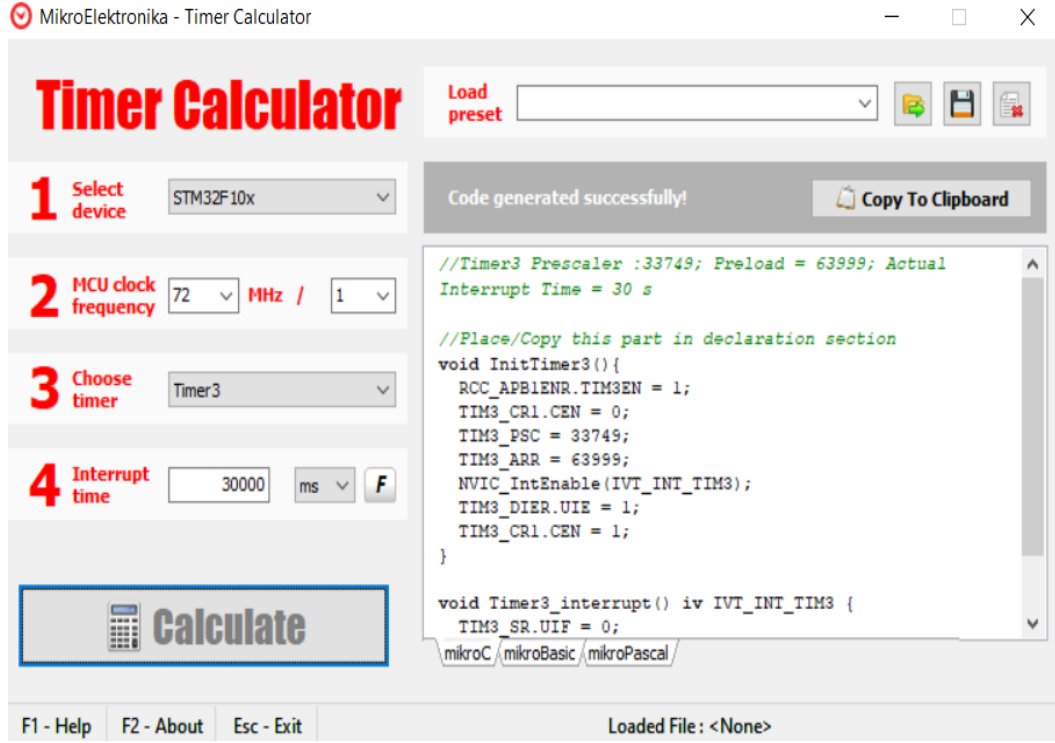 MikroElektronika - Timer Calculator
Timer Calculator
Load
preset
1 Select
device
STM32F10x
2 MCU clock
frequency
72 MHz / 1
3 Choose
timer
Timer3
4 Interrupt
time
30000 ms F
Calculate
Code generated successfully!
Copy To Clipboard
//Timer3 Prescaler :33749; Preload = 63999; Actual
Interrupt Time = 30 s
//Place/Copy this part in declaration section
void InitTimer3(){
  RCC_APB1ENR.TIM3EN = 1;
  TIM3_CR1.CEN = 0;
  TIM3_PSC = 33749;
  TIM3_ARR = 63999;
  NVIC_IntEnable(IVT_INT_TIM3);
  TIM3_DIER.UIE = 1;
  TIM3_CR1.CEN = 1;
}
void Timer3_interrupt() iv IVT_INT_TIM3 {
  TIM3_SR.UIF = 0;
mikroC mikroBasic mikroPascal
F1 - Help F2 - About Esc - Exit Loaded File : <None>